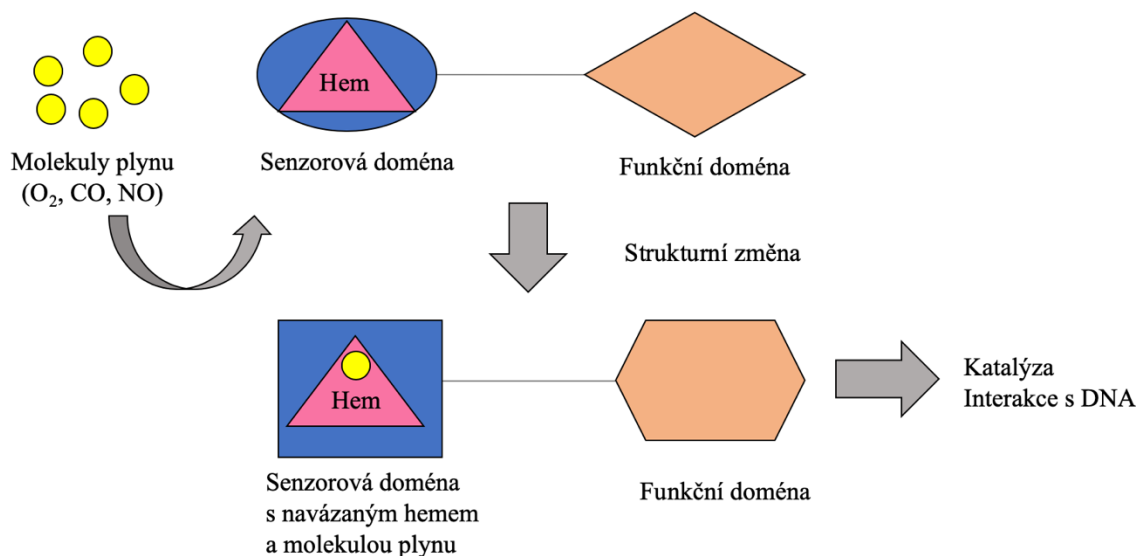 Hem
Molekuly plynu
(O₂, CO, NO)
Senzorová doména
Funkční doména
Strukturní změna
Hem
Senzorová doména
s navázaným hemem
a molekulou plynu
Funkční doména
Katalýza
Interakce s DNA